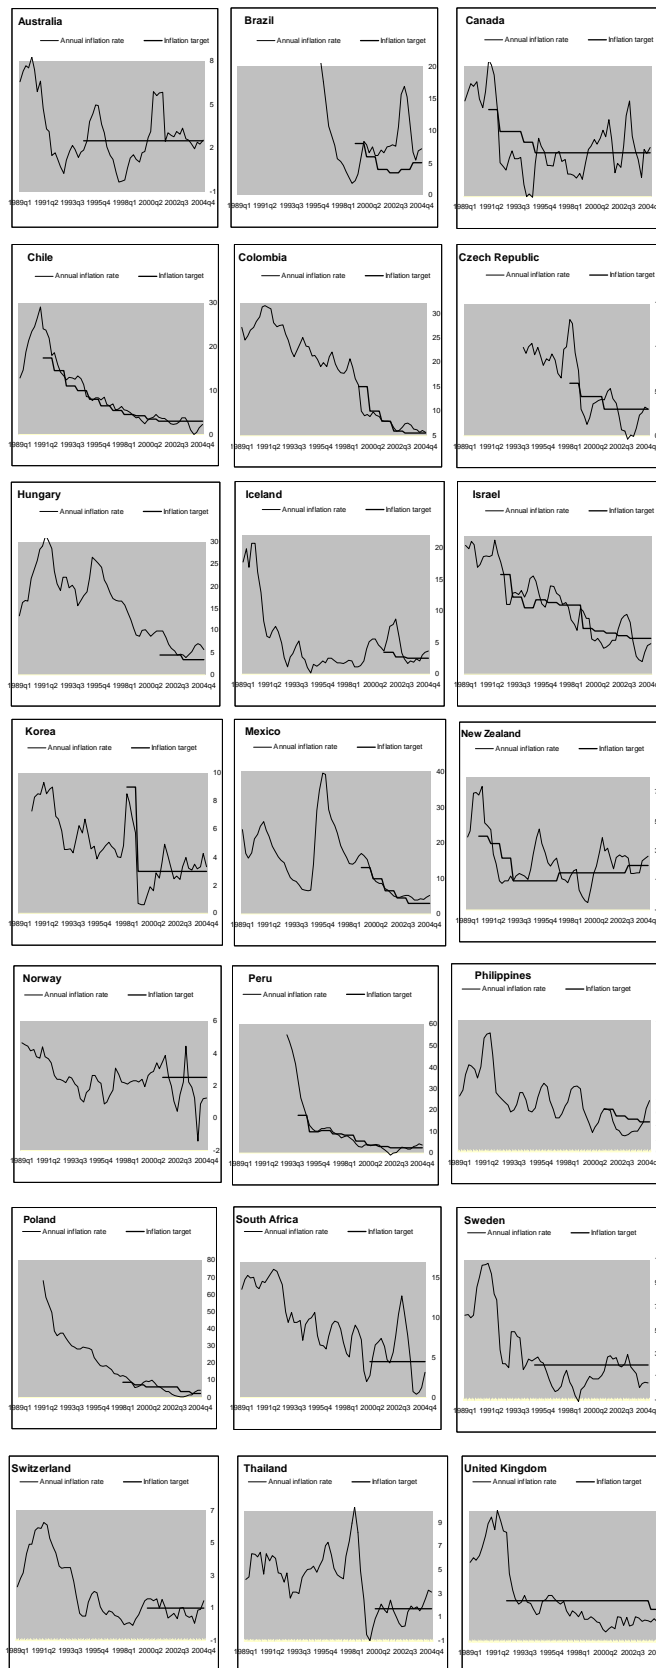 Australia
Annual inflation rate Inflation target
8
5
2
-1
1989q1 1991q2 1993q3 1995q4 1998q1 2000q2 2002q3 2004q4
Brazil
Annual inflation rate Inflation target
20
15
10
5
0
1989q1 1991q2 1993q3 1995q4 1998q1 2000q2 2002q3 2004q4
Canada
Annual inflation rate Inflation target
1989q1 1991q2 1993q3 1995q4 1998q1 2000q2 2002q3 2004q
Chile
Annual inflation rate Inflation target
30
20
10
0
1989q1 1991q2 1993q3 1995q4 1998q1 2000q2 2002q3 2004q4
Colombia
Annual inflation rate Inflation target
30
25
20
15
10
5
1989q1 1991q2 1993q3 1995q4 1998q1 2000q2 2002q3 2004q4
Czech Republic
Annual inflation rate Inflation target
1989q1 1991q2 1993q3 1995q4 1998q1 2000q2 2002q3 2004q
Hungary
Annual inflation rate Inflation target
30
25
20
15
10
5
0
1989q1 1991q2 1993q3 1995q4 1998q1 2000q2 2002q3 2004q4
Iceland
Annual inflation rate Inflation target
20
15
10
5
0
1989q1 1991q2 1993q3 1995q4 1998q1 2000q2 2002q3 2004q4
Israel
Annual inflation rate Inflation target
1989q1 1991q2 1993q3 1995q4 1998q1 2000q2 2002q3 2004q
Korea
Annual inflation rate Inflation target
10
8
6
4
2
0
1989q1 1991q2 1993q3 1995q4 1998q1 2000q2 2002q3 2004q4
Mexico
Annual inflation rate Inflation target
40
30
20
10
0
1989q1 1991q2 1993q3 1995q4 1998q1 2000q2 2002q3 2004q4
New Zealand
Annual inflation rate Inflation target
1989q1 1991q2 1993q3 1995q4 1998q1 2000q2 2002q3 2004q
Norway
Annual inflation rate Inflation target
6
4
2
0
-2
1989q1 1991q2 1993q3 1995q4 1998q1 2000q2 2002q3 2004q4
Peru
Annual inflation rate Inflation target
60
50
40
30
20
10
0
1989q1 1991q2 1993q3 1995q4 1998q1 2000q2 2002q3 2004q4
Philippines
Annual inflation rate Inflation target
1989q1 1991q2 1993q3 1995q4 1998q1 2000q2 2002q3 2004q
Poland
Annual inflation rate Inflation target
80
70
60
50
40
30
20
10
0
1989q1 1991q2 1993q3 1995q4 1998q1 2000q2 2002q3 2004q4
South Africa
Annual inflation rate Inflation target
15
10
5
0
1989q1 1991q2 1993q3 1995q4 1998q1 2000q2 2002q3 2004q4
Sweden
Annual inflation rate Inflation target
1989q1 1991q2 1993q3 1995q4 1998q1 2000q2 2002q3 2004q
Switzerland
Annual inflation rate Inflation target
7
5
3
1
-1
1989q1 1991q2 1993q3 1995q4 1998q1 2000q2 2002q3 2004q4
Thailand
Annual inflation rate Inflation target
9
7
5
3
1
-1
1989q1 1991q2 1993q3 1995q4 1998q1 2000q2 2002q3 2004q4
United Kingdom
Annual inflation rate Inflation target
1989q1 1991q2 1993q3 1995q4 1998q1 2000q2 2002q3 2004q